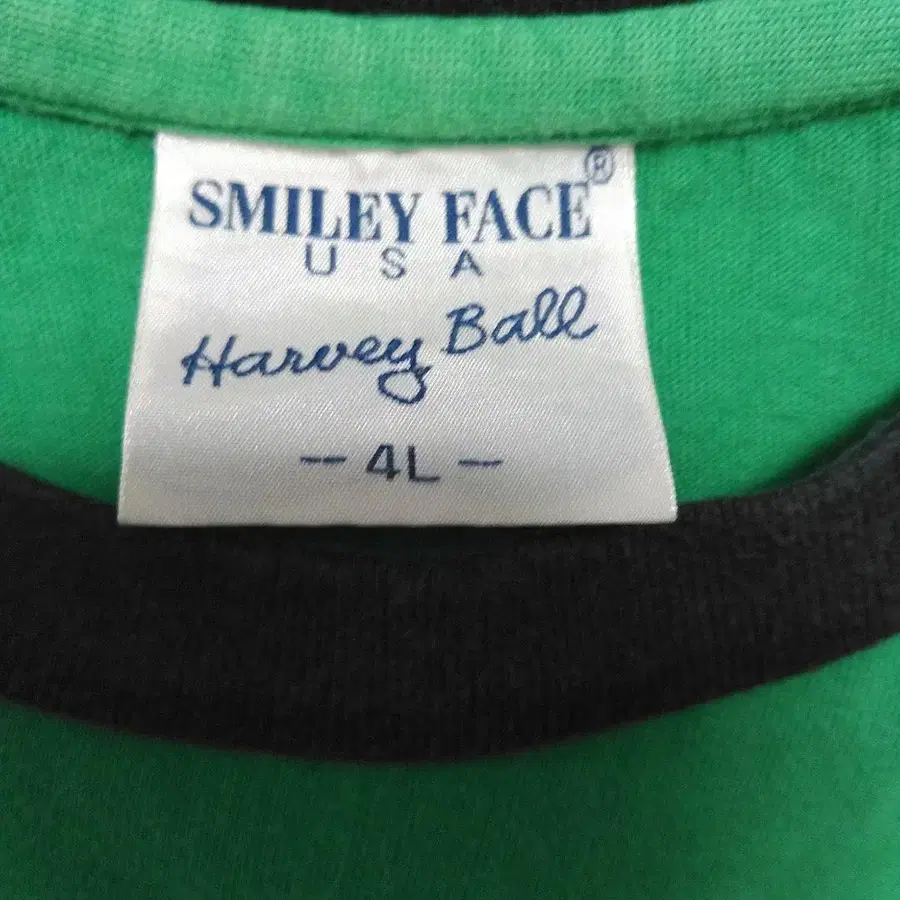 SMILEY FACE®
USA
Harvey Ball
-- 4L --